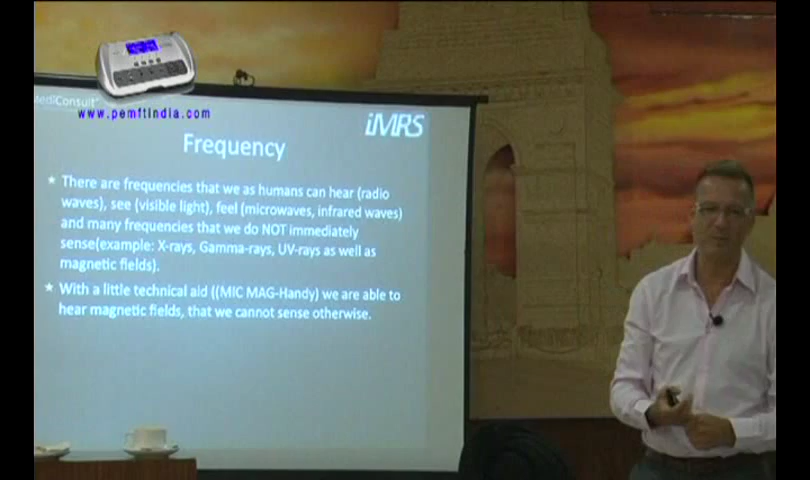 MediConsult
www.pemftindia.com
iMRS
Frequency
There are frequencies that we as humans can hear (radio
waves), see (visible light), feel (microwaves, infrared waves)
and many frequencies that we do NOT immediately
sense(example: X-rays, Gamma-rays, UV-rays as well as
magnetic fields).
With a little technical aid ((MIC MAG-Handy) we are able to
hear magnetic fields, that we cannot sense otherwise.